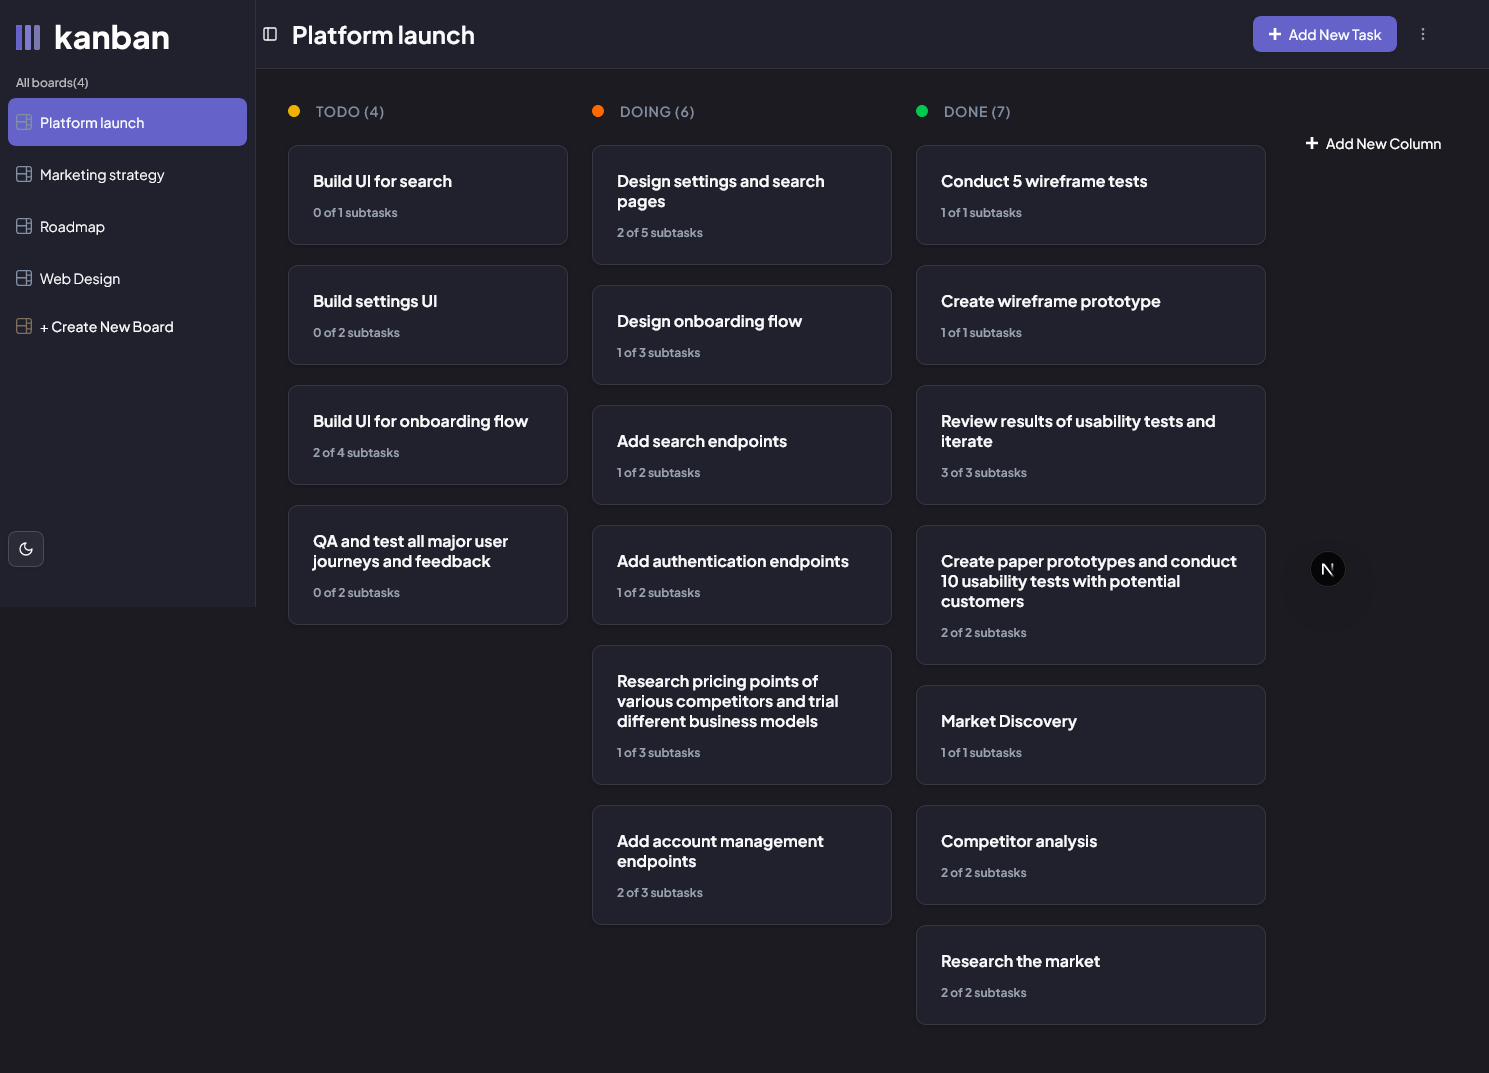 kanban
All boards(4)
Platform launch
Marketing strategy
Roadmap
Web Design
+ Create New Board
Platform launch
+ Add New Task
TODO (4)
Build UI for search
0 of 1 subtasks
Build settings UI
0 of 2 subtasks
Build UI for onboarding flow
2 of 4 subtasks
QA and test all major user
journeys and feedback
0 of 2 subtasks
DOING (6)
Design settings and search
pages
2 of 5 subtasks
Design onboarding flow
1 of 3 subtasks
Add search endpoints
1 of 2 subtasks
Add authentication endpoints
1 of 2 subtasks
Research pricing points of
various competitors and trial
different business models
1 of 3 subtasks
Add account management
endpoints
2 of 3 subtasks
DONE (7)
Conduct 5 wireframe tests
1 of 1 subtasks
Create wireframe prototype
1 of 1 subtasks
Review results of usability tests and
iterate
3 of 3 subtasks
Create paper prototypes and conduct
10 usability tests with potential
customers
2 of 2 subtasks
Market Discovery
1 of 1 subtasks
Competitor analysis
2 of 2 subtasks
Research the market
2 of 2 subtasks
+ Add New Column
N